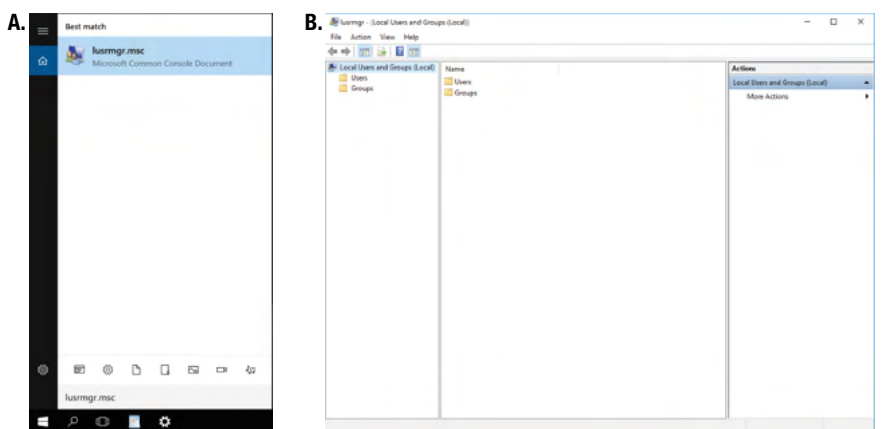 A.
Best match
lusrmgr.msc
Microsoft Common Console Document
lusrmgr.msc
B.
lusrmgr - [Local Users and Groups (Local)]
File Action View Help
Local Users and Groups (Local)
Users
Groups
Name
Users
Groups
Actions
Local Users and Groups (Local)
More Actions